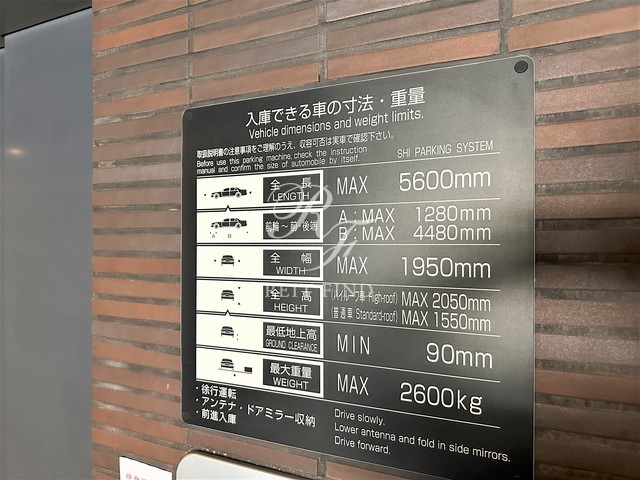 入庫できる車の寸法・重量
Vehicle dimensions and weight limits.
取扱説明書の注意事項をご理解のうえ、収容可否は実車で確認下さい。
Before use this parking machine, check the instruction
manual and confirm the size of automobile by itself.
SHI PARKING SYSTEM
全長 LENGTH MAX 5600mm
A B 前輪～前・後端 A:MAX 1280mm
B:MAX 4480mm
全幅 WIDTH MAX 1950mm
全高 HEIGHT (ハイルーフ車 High-roof) MAX 2050mm
(普通車 Standard-roof) MAX 1550mm
最低地上高 GROUND CLEARANCE MIN 90mm
最大重量 WEIGHT MAX 2600kg
・徐行運転
・アンテナ・ドアミラー収納
・前進入庫
Drive slowly.
Lower antenna and fold in side mirrors.
Drive forward.